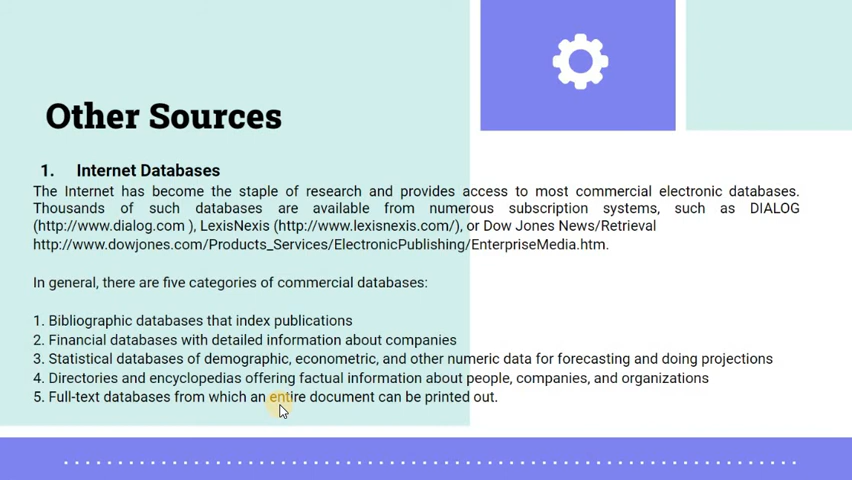 Other Sources
1. Internet Databases
The Internet has become the staple of research and provides access to most commercial electronic databases.
Thousands of such databases are available from numerous subscription systems, such as DIALOG
(http://www.dialog.com ), LexisNexis (http://www.lexisnexis.com/), or Dow Jones News/Retrieval
http://www.dowjones.com/Products_Services/ElectronicPublishing/EnterpriseMedia.htm.
In general, there are five categories of commercial databases:
1. Bibliographic databases that index publications
2. Financial databases with detailed information about companies
3. Statistical databases of demographic, econometric, and other numeric data for forecasting and doing projections
4. Directories and encyclopedias offering factual information about people, companies, and organizations
5. Full-text databases from which an entire document can be printed out.